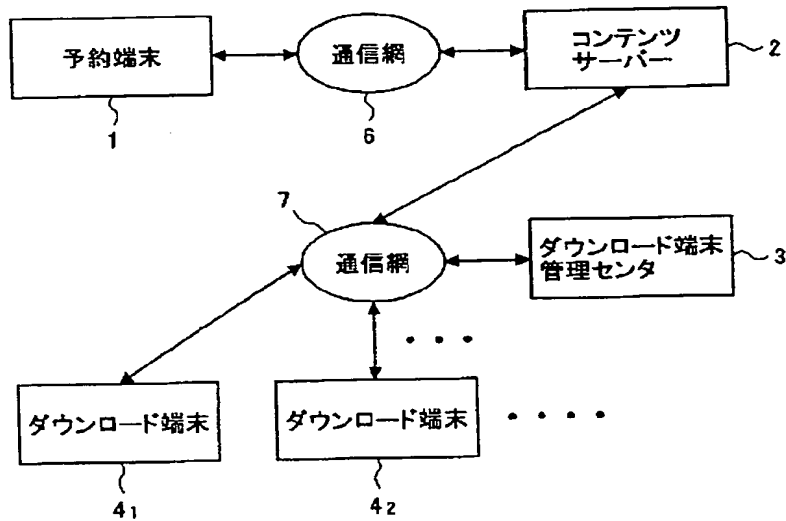 予約端末
通信網
コンテンツ
サーバー
2
1
6
7
通信網
ダウンロード端末
管理センタ
3
ダウンロード端末
ダウンロード端末
41
42